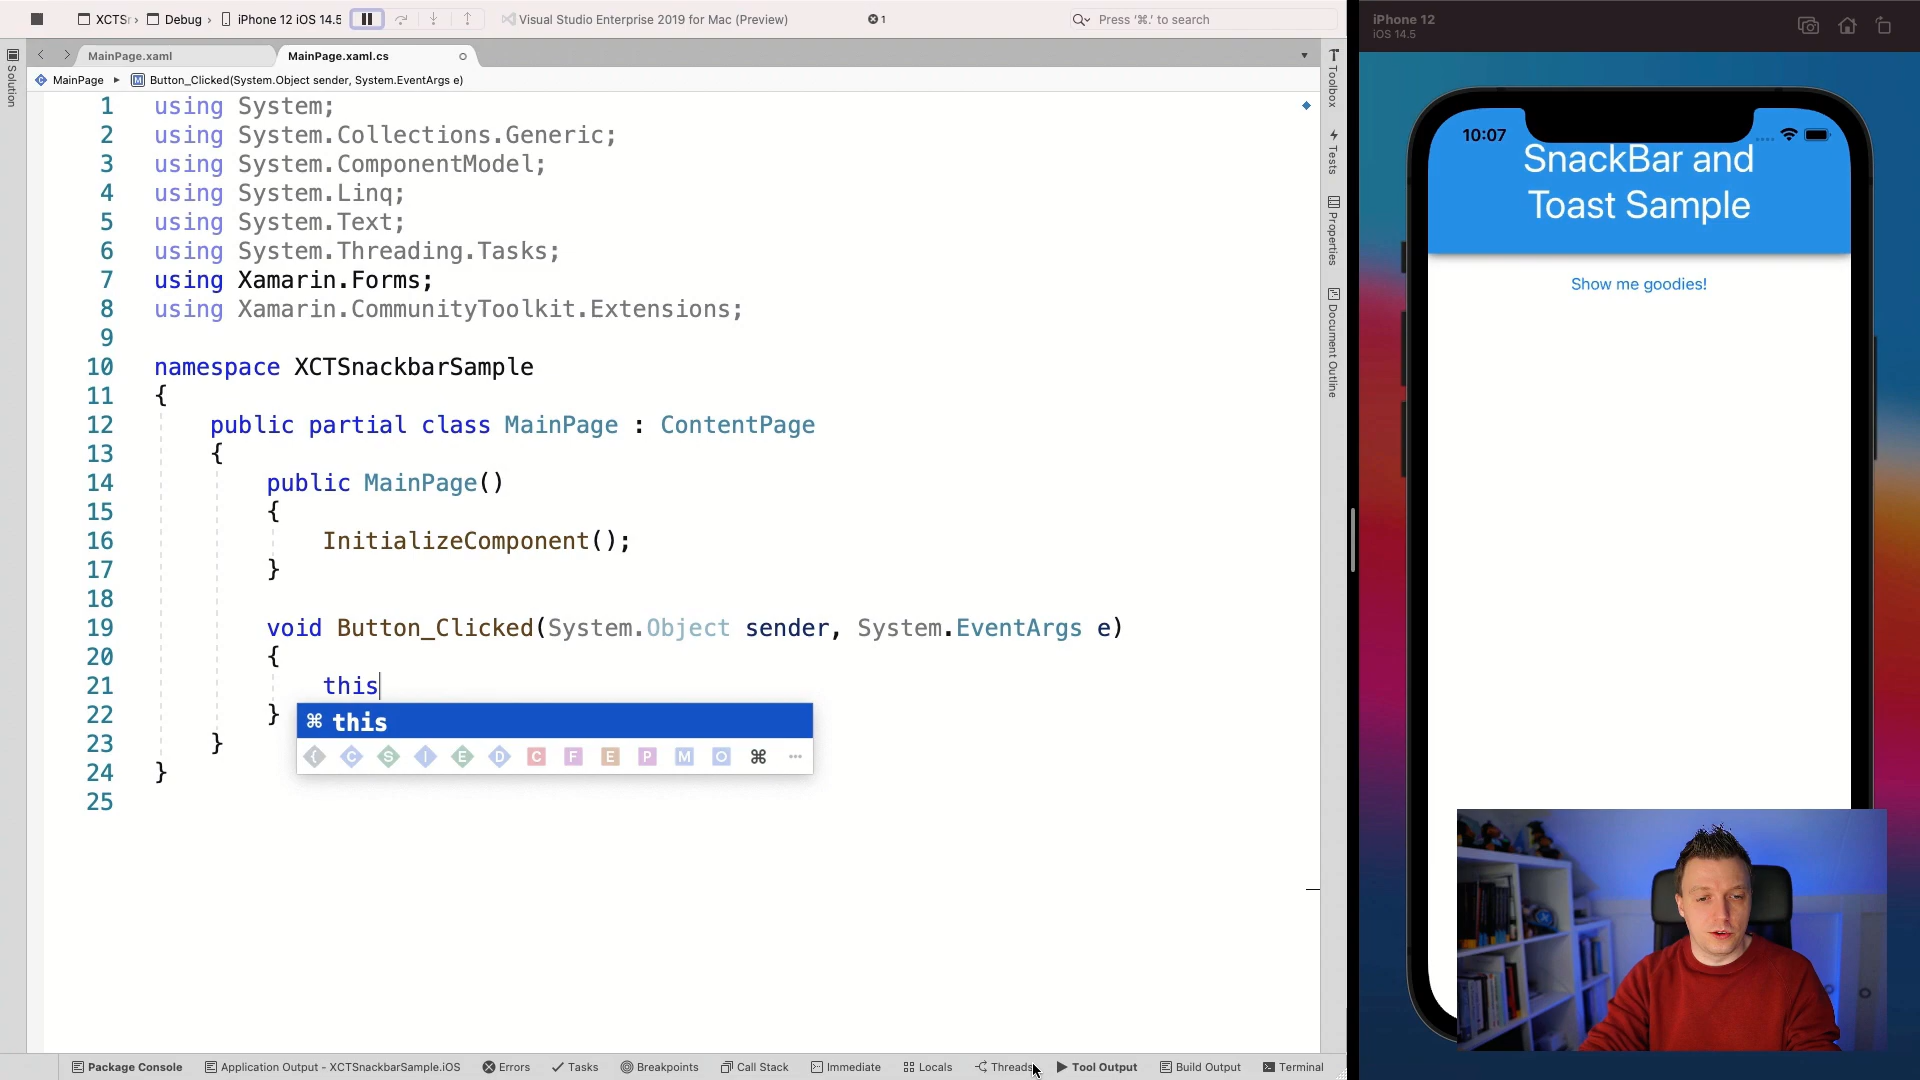 XCTS
Debug
iPhone 12 iOS 14.5
Visual Studio Enterprise 2019 for Mac (Preview)
1
Press '⌘.' to search
iPhone 12
iOS 14.5
MainPage.xaml
MainPage.xaml.cs
MainPage
M
Button_Clicked(System.Object sender, System.EventArgs e)
Solution
Toolbox
Tests
Properties
Document Outline
1 using System;
2 using System.Collections.Generic;
3 using System.ComponentModel;
4 using System.Linq;
5 using System.Text;
6 using System.Threading.Tasks;
7 using Xamarin.Forms;
8 using Xamarin.CommunityToolkit.Extensions;
9
10 namespace XCTSnackbarSample
11 {
12 public partial class MainPage : ContentPage
13 {
14 public MainPage()
15 {
16 InitializeComponent();
17 }
18
19 void Button_Clicked(System.Object sender, System.EventArgs e)
20 {
21 this
22 }
23 }
24 }
25
⌘ this
{ C S I E D C F E P M O ⌘ ...
10:07
SnackBar and
Toast Sample
Show me goodies!
Package Console
Application Output - XCTSnackbarSample.iOS
Errors
Tasks
Breakpoints
Call Stack
Immediate
Locals
Threads
Tool Output
Build Output
Terminal